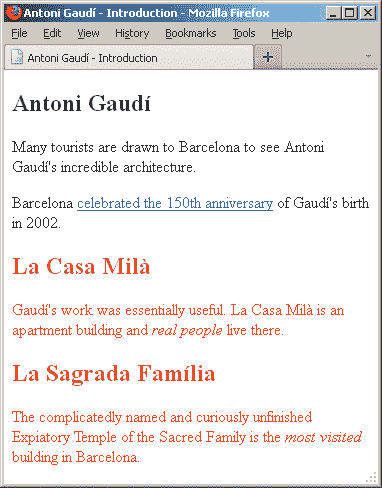 Antoni Gaudí - Introduction - Mozilla Firefox
File Edit View History Bookmarks Tools Help
Antoni Gaudí - Introduction
Antoni Gaudí
Many tourists are drawn to Barcelona to see Antoni
Gaudí's incredible architecture.
Barcelona celebrated the 150th anniversary of Gaudí's birth
in 2002.
La Casa Milà
Gaudí's work was essentially useful. La Casa Milà is an
apartment building and real people live there.
La Sagrada Família
The complicatedly named and curiously unfinished
Expiatory Temple of the Sacred Family is the most visited
building in Barcelona.